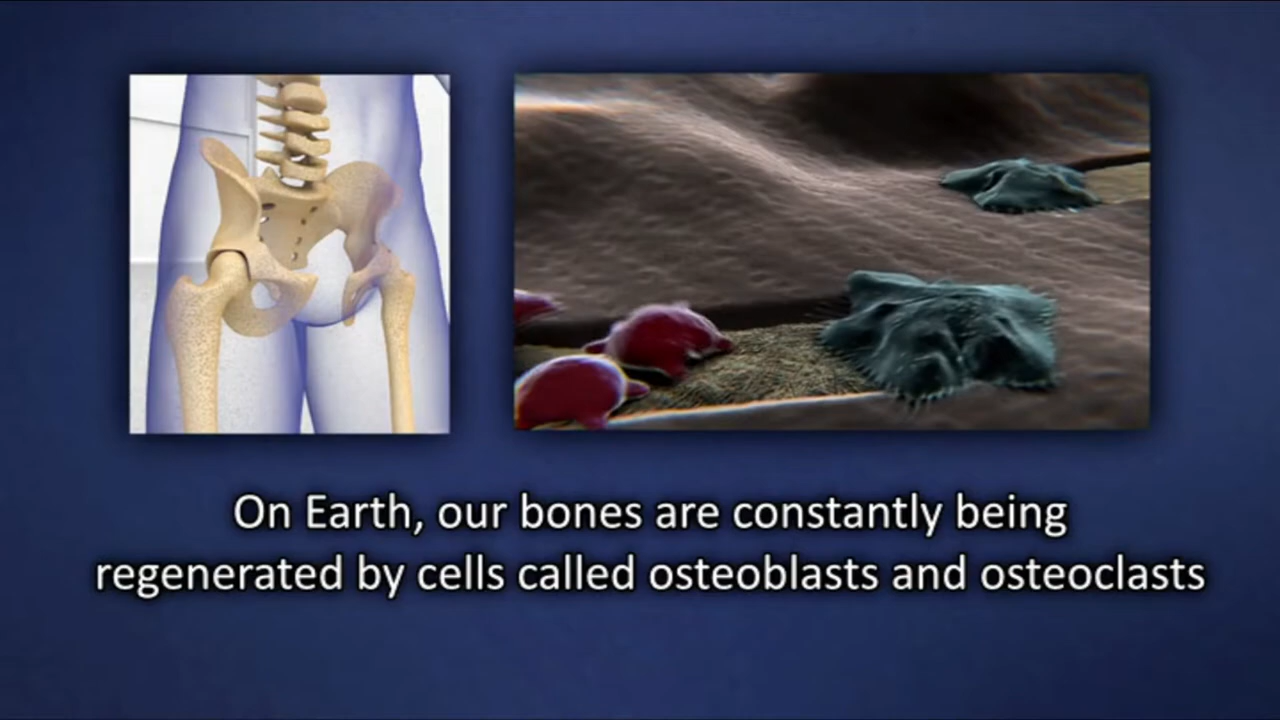 On Earth, our bones are constantly being
regenerated by cells called osteoblasts and osteoclasts